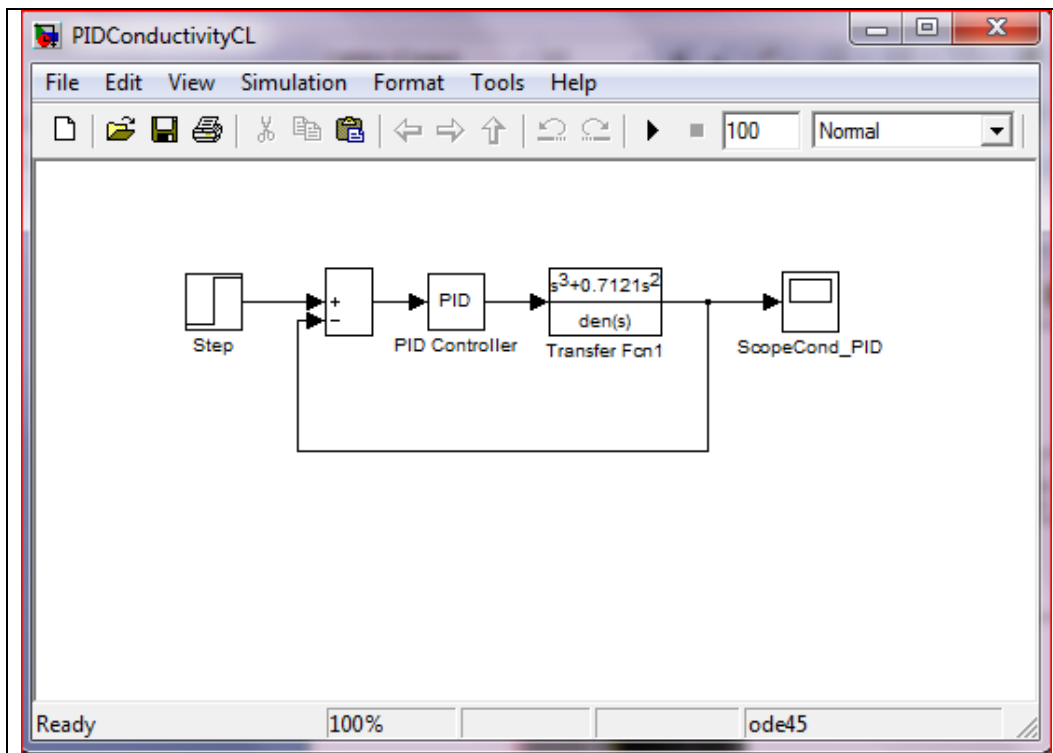 PIDConductivityCL
File Edit View Simulation Format Tools Help
100 Normal
s³+0.7121s²
den(s)
+
−
PID
Step
PID Controller
Transfer Fcn1
ScopeCond_PID
Ready 100% ode45